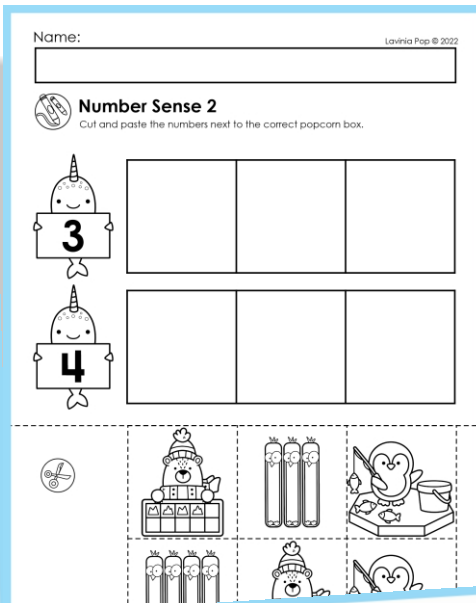 Name:
Lavinia Pop © 2022
Number Sense 2
Cut and paste the numbers next to the correct popcorn box.
3
4